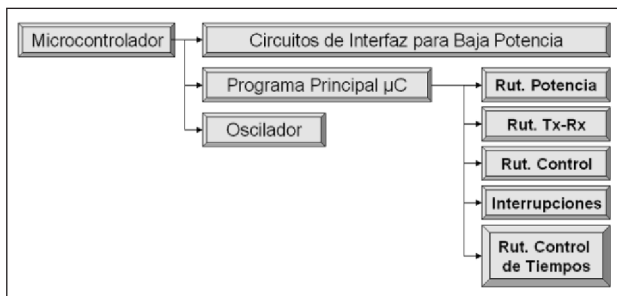 Microcontrolador
Circuitos de Interfaz para Baja Potencia
Programa Principal µC
Oscilador
Rut. Potencia
Rut. Tx-Rx
Rut. Control
Interrupciones
Rut. Control
de Tiempos